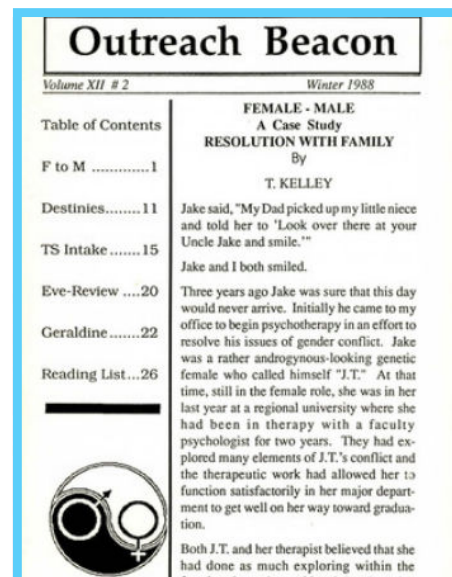 Outreach Beacon
Volume XII # 2 Winter 1988
Table of Contents
F to M .............1
Destinies........11
TS Intake .......15
Eve-Review ....20
Geraldine.......22
Reading List...26
FEMALE - MALE
A Case Study
RESOLUTION WITH FAMILY
By
T. KELLEY
Jake said, "My Dad picked up my little niece
and told her to 'Look over there at your
Uncle Jake and smile.'"
Jake and I both smiled.
Three years ago Jake was sure that this day
would never arrive. Initially he came to my
office to begin psychotherapy in an effort to
resolve his issues of gender conflict. Jake
was a rather androgynous-looking genetic
female who called himself "J.T." At that
time, still in the female role, she was in her
last year at a regional university where she
had been in therapy with a faculty
psychologist for two years. They had ex-
plored many elements of J.T.'s conflict and
the therapeutic work had allowed her to
function satisfactorily in her major depart-
ment to get well on her way toward gradua-
tion.
Both J.T. and her therapist believed that she
had done as much exploring within the